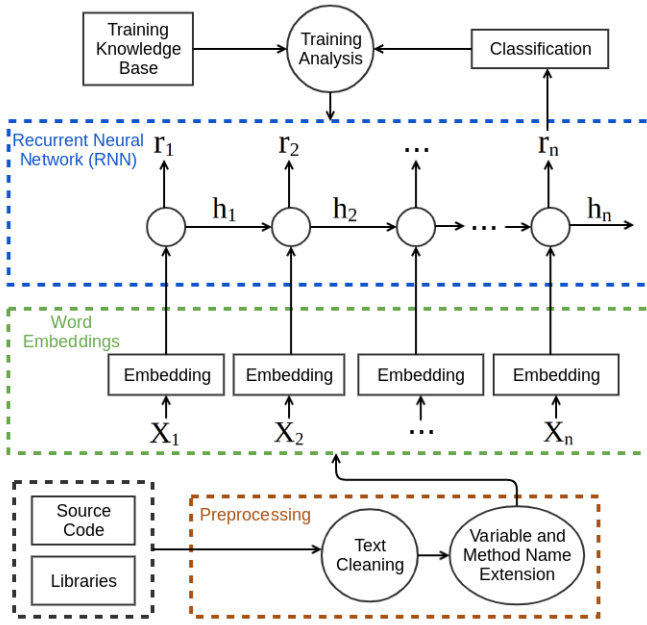 Training
Knowledge
Base
Training
Analysis
Classification
Recurrent Neural
Network (RNN)
r₁
r₂
...
rₙ
h₁
h₂
...
hₙ
Word
Embeddings
Embedding
Embedding
Embedding
Embedding
X₁
X₂
...
Xₙ
Source
Code
Libraries
Preprocessing
Text
Cleaning
Variable and
Method Name
Extension